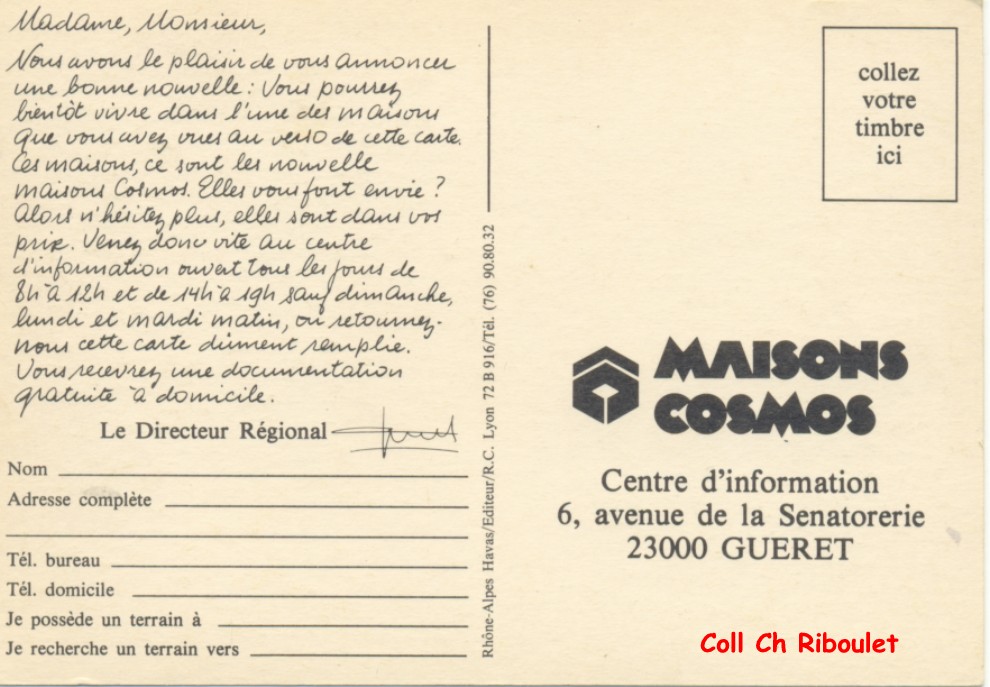 Madame, Monsieur,
Nous avons le plaisir de vous annoncer
une bonne nouvelle : Vous pourrez
bientôt vivre dans l'une des maisons
que vous avez vues au verso de cette carte.
Ces maisons, ce sont les nouvelle
maisons Cosmos. Elles vous font envie ?
Alors n'hésitez plus, elles sont dans vos
prix. Venez donc vite au centre
d'information ouvert tous les jours de
8h à 12h et de 14h à 19h sauf dimanche,
lundi et mardi matin, ou retournez-
nous cette carte dûment remplie.
Vous recevrez une documentation
gratuite à domicile.
Le Directeur Régional
Nom
Adresse complète
Tél. bureau
Tél. domicile
Je possède un terrain à
Je recherche un terrain vers
Rhône-Alpes Havas/Editeur/R.C. Lyon 72 B 916/Tél. (76) 90.80.32
collez
votre
timbre
ici
MAISONS
COSMOS
Centre d'information
6, avenue de la Senatorerie
23000 GUERET
Coll Ch Riboulet